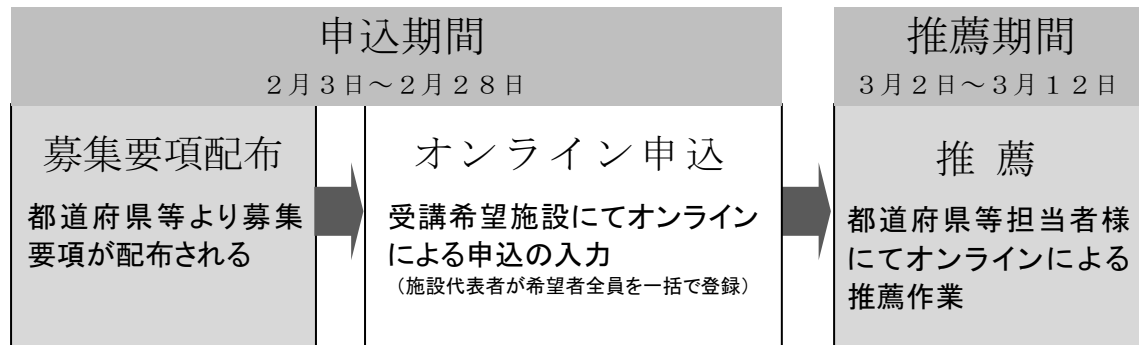 申込期間
２月３日～２月２８日
募集要項配布
都道府県等より募集
要項が配布される
オンライン申込
受講希望施設にてオンライン
による申込の入力
（施設代表者が希望者全員を一括で登録）
推薦期間
３月２日～３月１２日
推 薦
都道府県等担当者様
にてオンラインによる
推薦作業